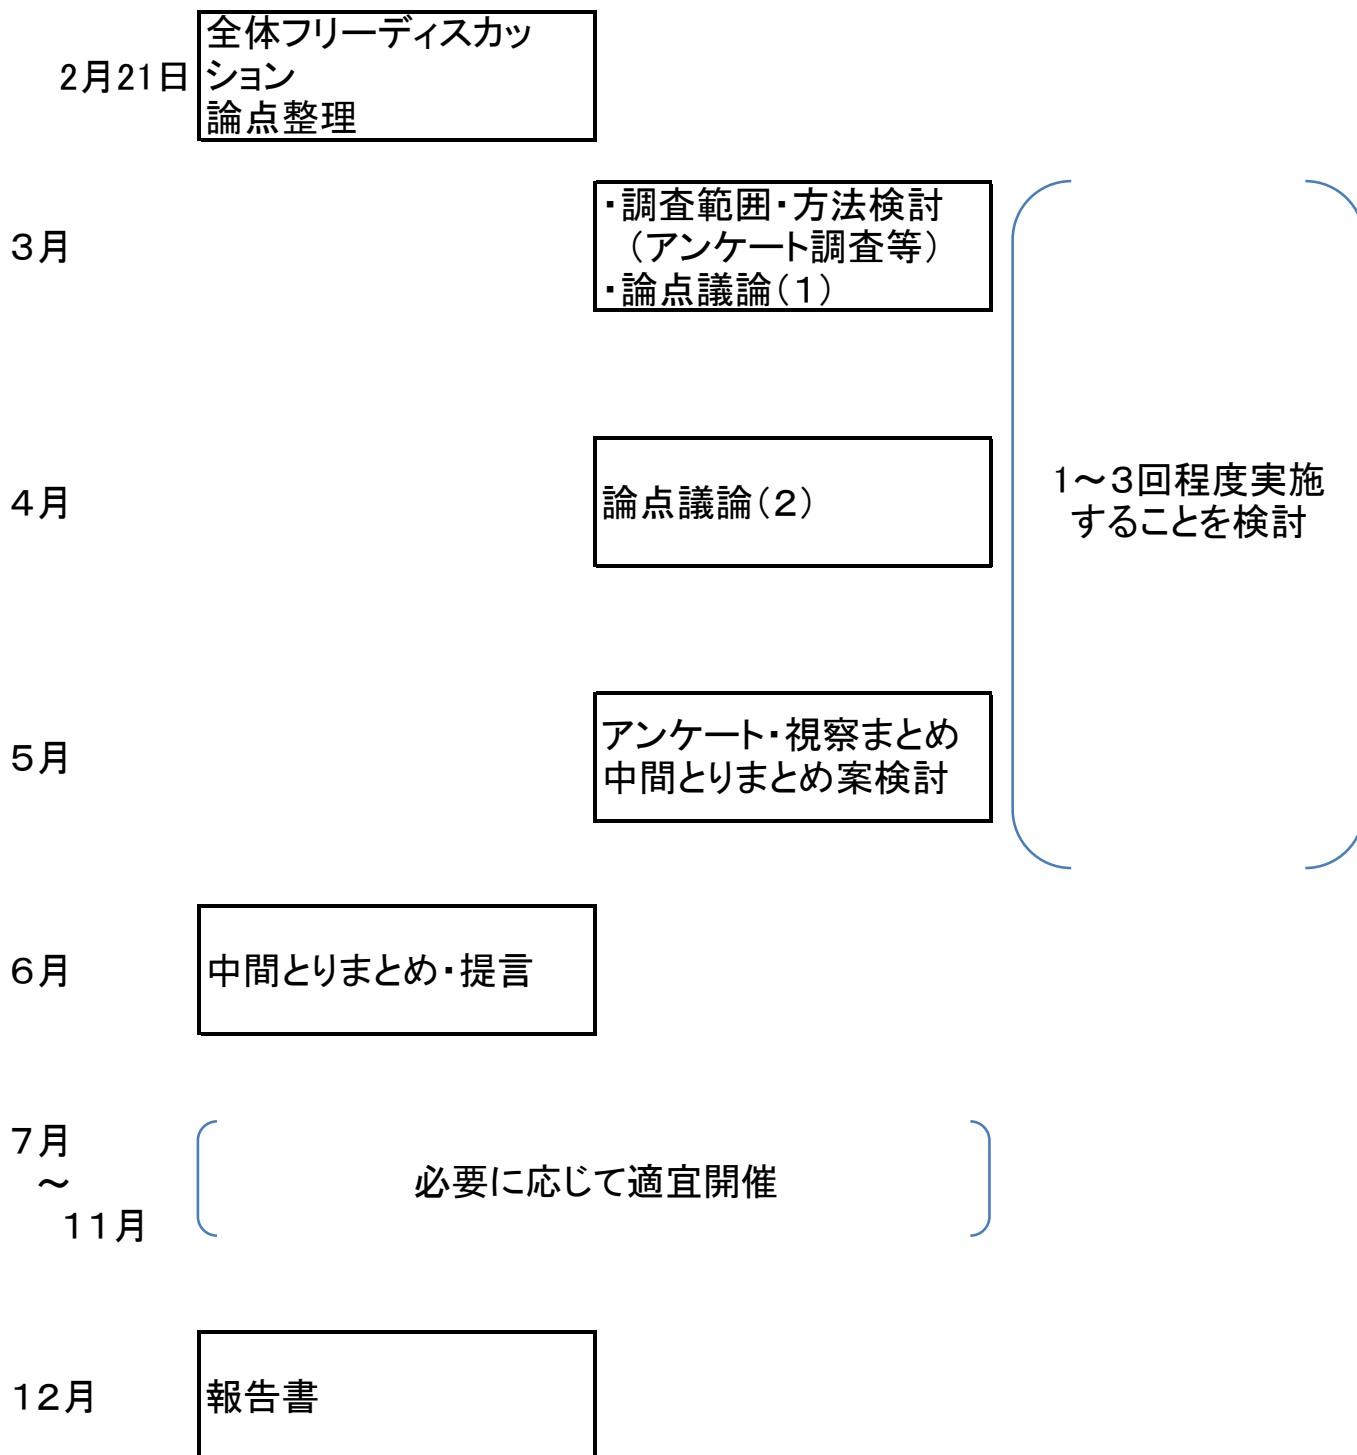 全体フリーディスカッ
2月21日 ション
論点整理
３月
・調査範囲・方法検討
（アンケート調査等）
・論点議論（１）
４月
論点議論（２）
1～３回程度実施
することを検討
５月
アンケート・視察まとめ
中間とりまとめ案検討
６月
中間とりまとめ・提言
７月
～
１１月
必要に応じて適宜開催
１２月
報告書